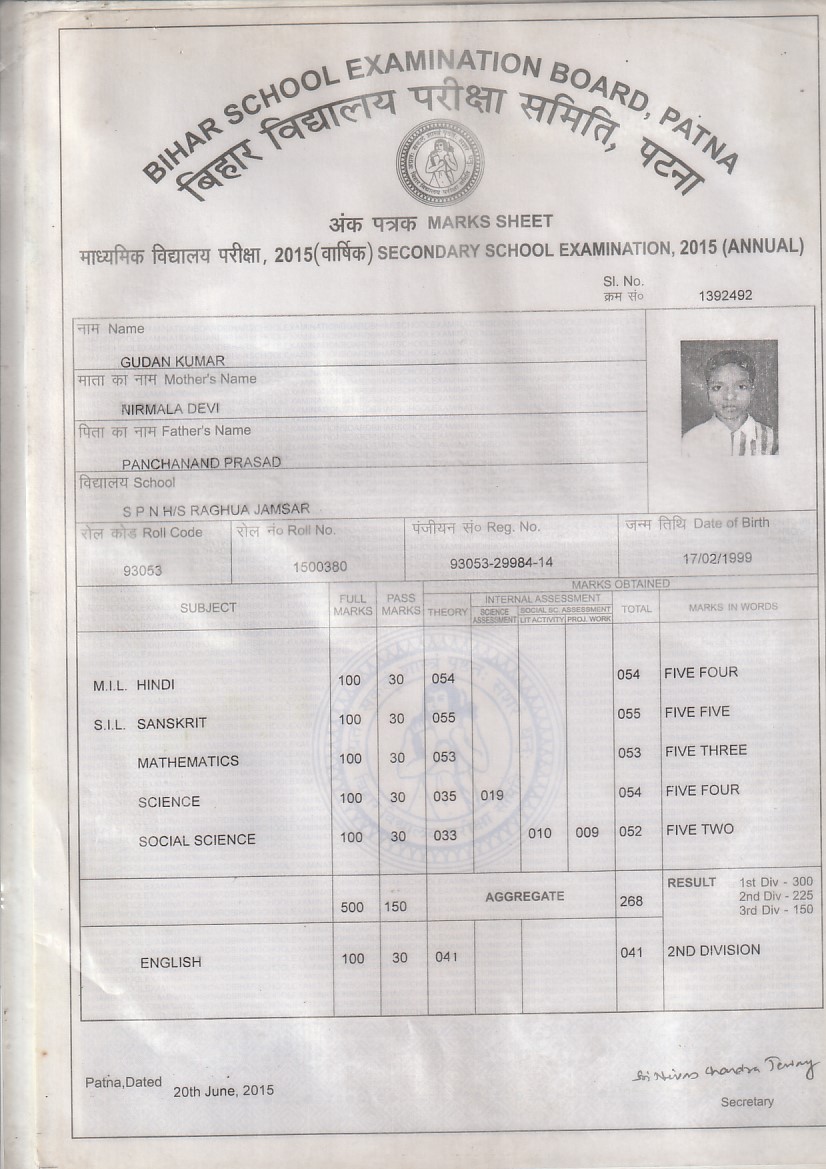 BIHAR SCHOOL EXAMINATION BOARD, PATNA
बिहार विद्यालय परीक्षा समिति, पटना
अंक पत्रक MARKS SHEET
माध्यमिक विद्यालय परीक्षा, 2015(वार्षिक) SECONDARY SCHOOL EXAMINATION, 2015 (ANNUAL)
Sl. No.
क्रम सं० 1392492
नाम Name
GUDAN KUMAR
माता का नाम Mother's Name
NIRMALA DEVI
पिता का नाम Father's Name
PANCHANAND PRASAD
विद्यालय School
S P N H/S RAGHUA JAMSAR
रोल कोड Roll Code रोल नं० Roll No. पंजीयन सं० Reg. No. जन्म तिथि Date of Birth
93053 1500380 93053-29984-14 17/02/1999
SUBJECT FULL MARKS PASS MARKS MARKS OBTAINED
THEORY INTERNAL ASSESSMENT TOTAL MARKS IN WORDS
SCIENCE ASSESSMENT SOCIAL SC. ASSESSMENT
LIT ACTIVITY PROJ. WORK
M.I.L. HINDI 100 30 054 054 FIVE FOUR
S.I.L. SANSKRIT 100 30 055 055 FIVE FIVE
MATHEMATICS 100 30 053 053 FIVE THREE
SCIENCE 100 30 035 019 054 FIVE FOUR
SOCIAL SCIENCE 100 30 033 010 009 052 FIVE TWO
500 150 AGGREGATE 268 RESULT 1st Div - 300
2nd Div - 225
3rd Div - 150
ENGLISH 100 30 041 041 2ND DIVISION
Patna,Dated 20th June, 2015
Secretary